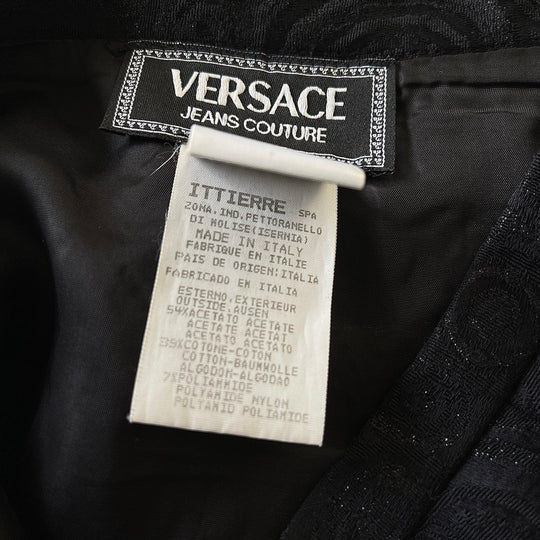 VERSACE
JEANS COUTURE
ITTIERRE SPA
ZONA.IND.PETTORANELLO
DI MOLISE(ISERNIA)
MADE IN ITALY
FABRIQUE EN ITALIE
PAIS DE ORIGEN:ITALIA
FABRICADO EN ITALIA
ESTERNO.EXTERIEUR
OUTSIDE.AUSEN
54%ACETATO ACETATE
ACETATE ACETAT
ACETATO ACETATO
39%COTONE-COTON
COTTON-BAUMWOLLE
ALGODON-ALGODAO
7%POLIAMMIDE
POLYAMIDE NYLON
POLYAMID POLIAMIDE